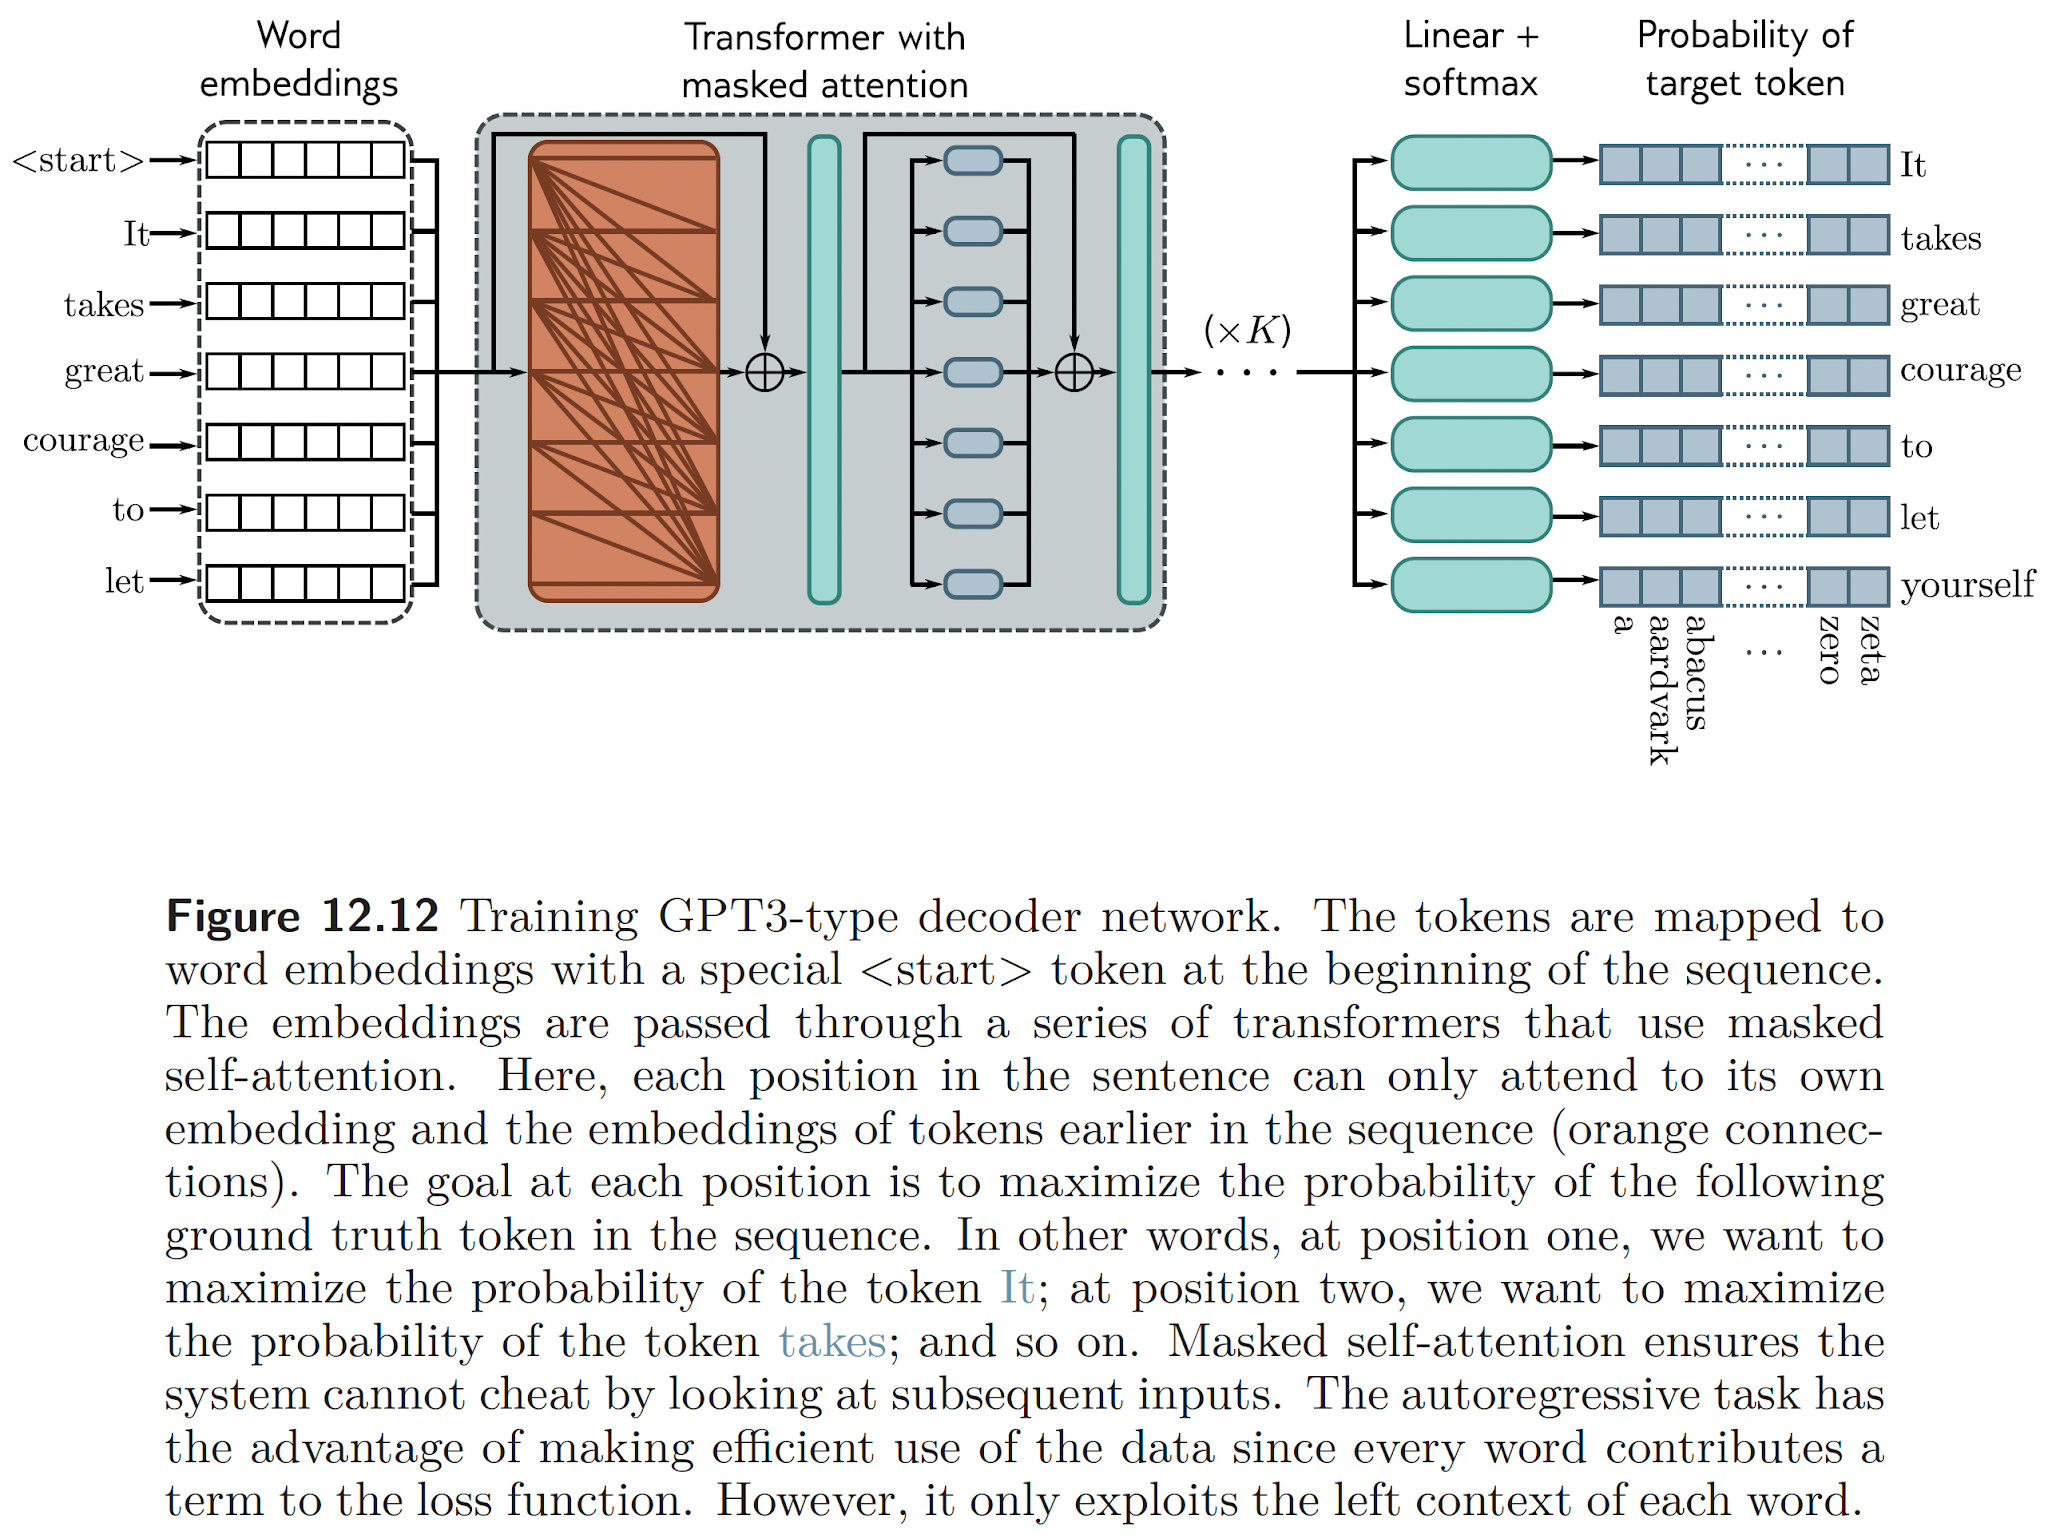 Word
embeddings
Transformer with
masked attention
Linear +
softmax
Probability of
target token
<start>
It
takes
great
courage
to
let
(×K)
. . .
It
takes
great
courage
to
let
yourself
a
aardvark
abacus
. . .
zero
zeta
Figure 12.12 Training GPT3-type decoder network. The tokens are mapped to
word embeddings with a special <start> token at the beginning of the sequence.
The embeddings are passed through a series of transformers that use masked
self-attention. Here, each position in the sentence can only attend to its own
embedding and the embeddings of tokens earlier in the sequence (orange connec-
tions). The goal at each position is to maximize the probability of the following
ground truth token in the sequence. In other words, at position one, we want to
maximize the probability of the token It; at position two, we want to maximize
the probability of the token takes; and so on. Masked self-attention ensures the
system cannot cheat by looking at subsequent inputs. The autoregressive task has
the advantage of making efficient use of the data since every word contributes a
term to the loss function. However, it only exploits the left context of each word.